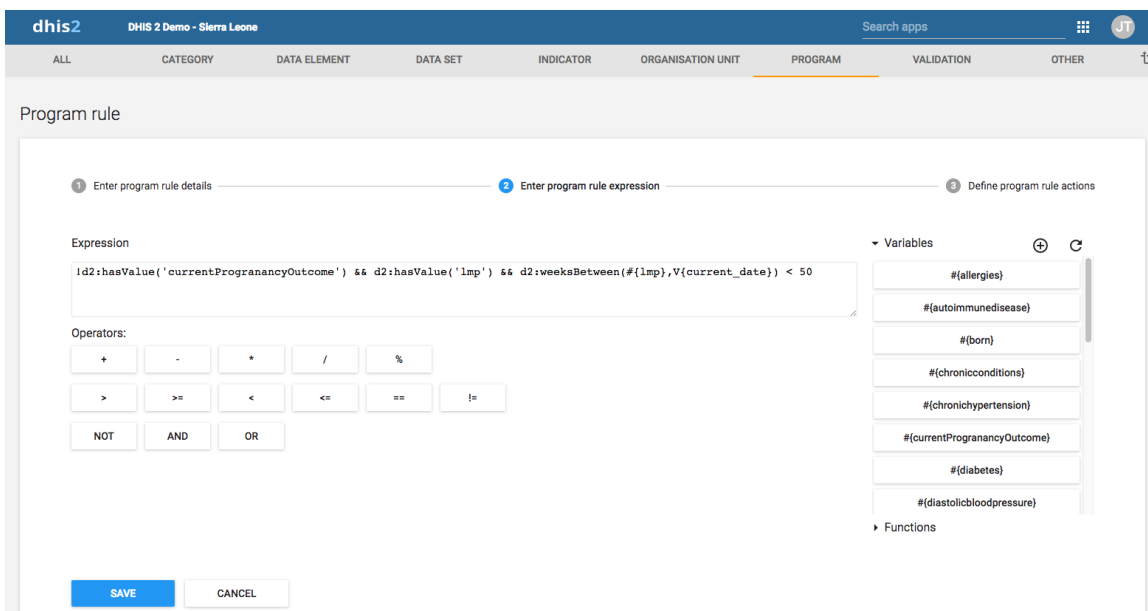 dhis2 DHIS 2 Demo - Sierra Leone Search apps JT
ALL CATEGORY DATA ELEMENT DATA SET INDICATOR ORGANISATION UNIT PROGRAM VALIDATION OTHER
Program rule
1 Enter program rule details 2 Enter program rule expression 3 Define program rule actions
Expression
!d2:hasValue('currentProgranancyOutcome') && d2:hasValue('lmp') && d2:weeksBetween(#{lmp},V{current_date}) < 50
Operators:
+ - * / %
> >= < <= == !=
NOT AND OR
Variables
#{allergies}
#{autoimmunedisease}
#{born}
#{chronicconditions}
#{chronichypertension}
#{currentProgranancyOutcome}
#{diabetes}
#{diastolicbloodpressure}
Functions
SAVE CANCEL